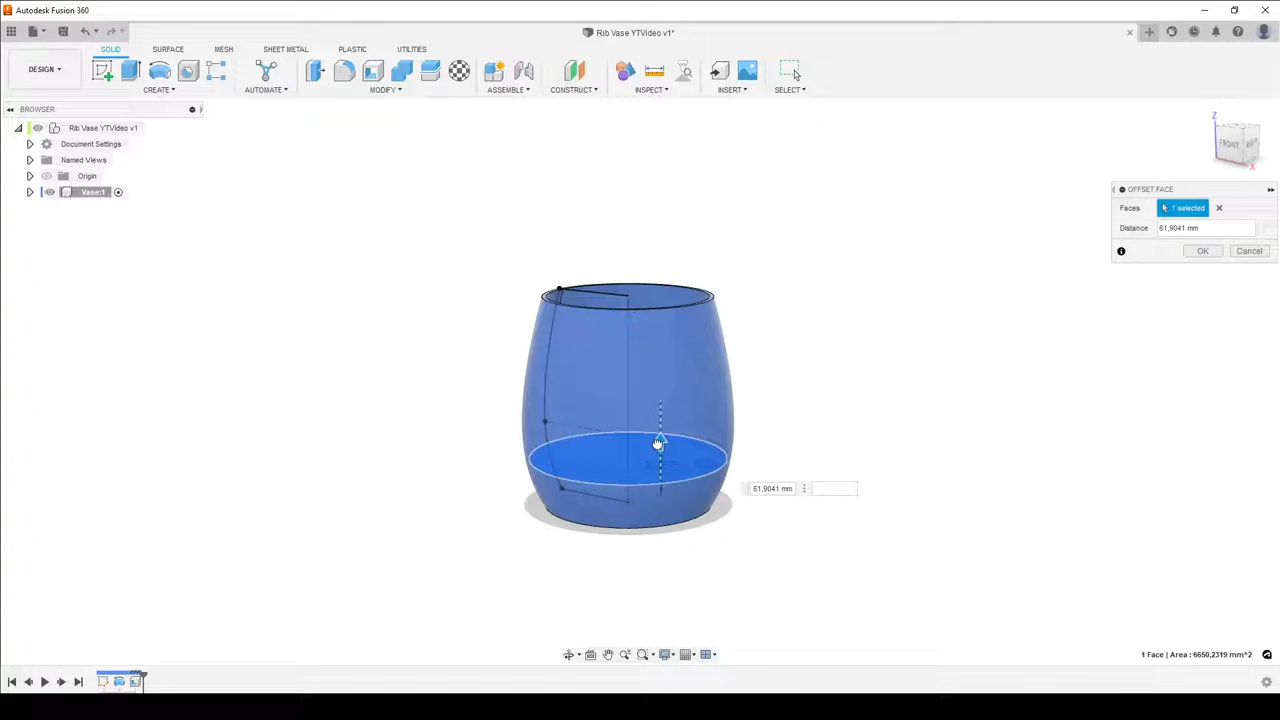 Autodesk Fusion 360
Rib Vase YTVideo v1*
SOLID
SURFACE
MESH
SHEET METAL
PLASTIC
UTILITIES
DESIGN
CREATE
AUTOMATE
MODIFY
ASSEMBLE
CONSTRUCT
INSPECT
INSERT
SELECT
BROWSER
Rib Vase YTVideo v1
Document Settings
Named Views
Origin
Vase:1
Z
FRONT
X
OFFSET FACE
Faces
1 selected
Distance
61,9041 mm
OK
Cancel
61,9041 mm
1 Face | Area : 6650,2319 mm^2